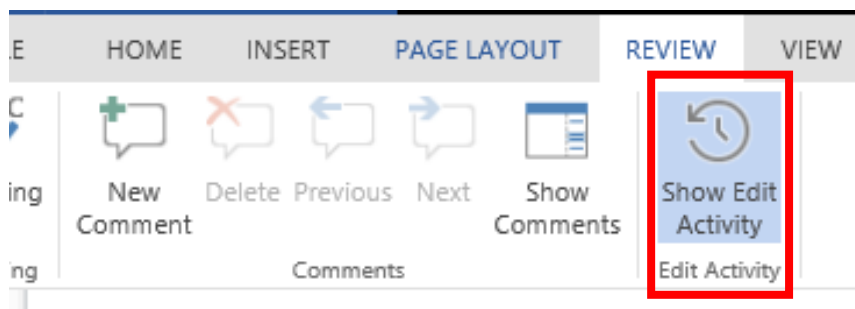 HOME INSERT PAGE LAYOUT REVIEW VIEW
New Comment
Delete
Previous
Next
Show Comments
Show Edit Activity
Comments
Edit Activity